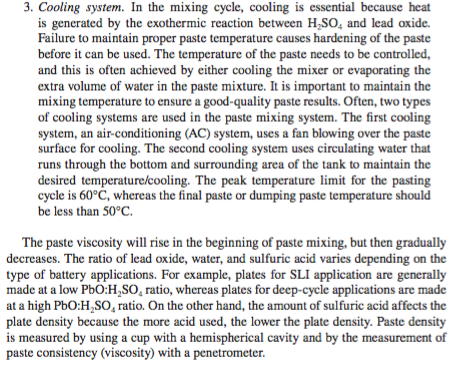 3. Cooling system. In the mixing cycle, cooling is essential because heat
is generated by the exothermic reaction between H₂SO₄ and lead oxide.
Failure to maintain proper paste temperature causes hardening of the paste
before it can be used. The temperature of the paste needs to be controlled,
and this is often achieved by either cooling the mixer or evaporating the
extra volume of water in the paste mixture. It is important to maintain the
mixing temperature to ensure a good-quality paste results. Often, two types
of cooling systems are used in the paste mixing system. The first cooling
system, an air-conditioning (AC) system, uses a fan blowing over the paste
surface for cooling. The second cooling system uses circulating water that
runs through the bottom and surrounding area of the tank to maintain the
desired temperature/cooling. The peak temperature limit for the pasting
cycle is 60°C, whereas the final paste or dumping paste temperature should
be less than 50°C.
The paste viscosity will rise in the beginning of paste mixing, but then gradually
decreases. The ratio of lead oxide, water, and sulfuric acid varies depending on the
type of battery applications. For example, plates for SLI application are generally
made at a low PbO:H₂SO₄ ratio, whereas plates for deep-cycle applications are made
at a high PbO:H₂SO₄ ratio. On the other hand, the amount of sulfuric acid affects the
plate density because the more acid used, the lower the plate density. Paste density
is measured by using a cup with a hemispherical cavity and by the measurement of
paste consistency (viscosity) with a penetrometer.